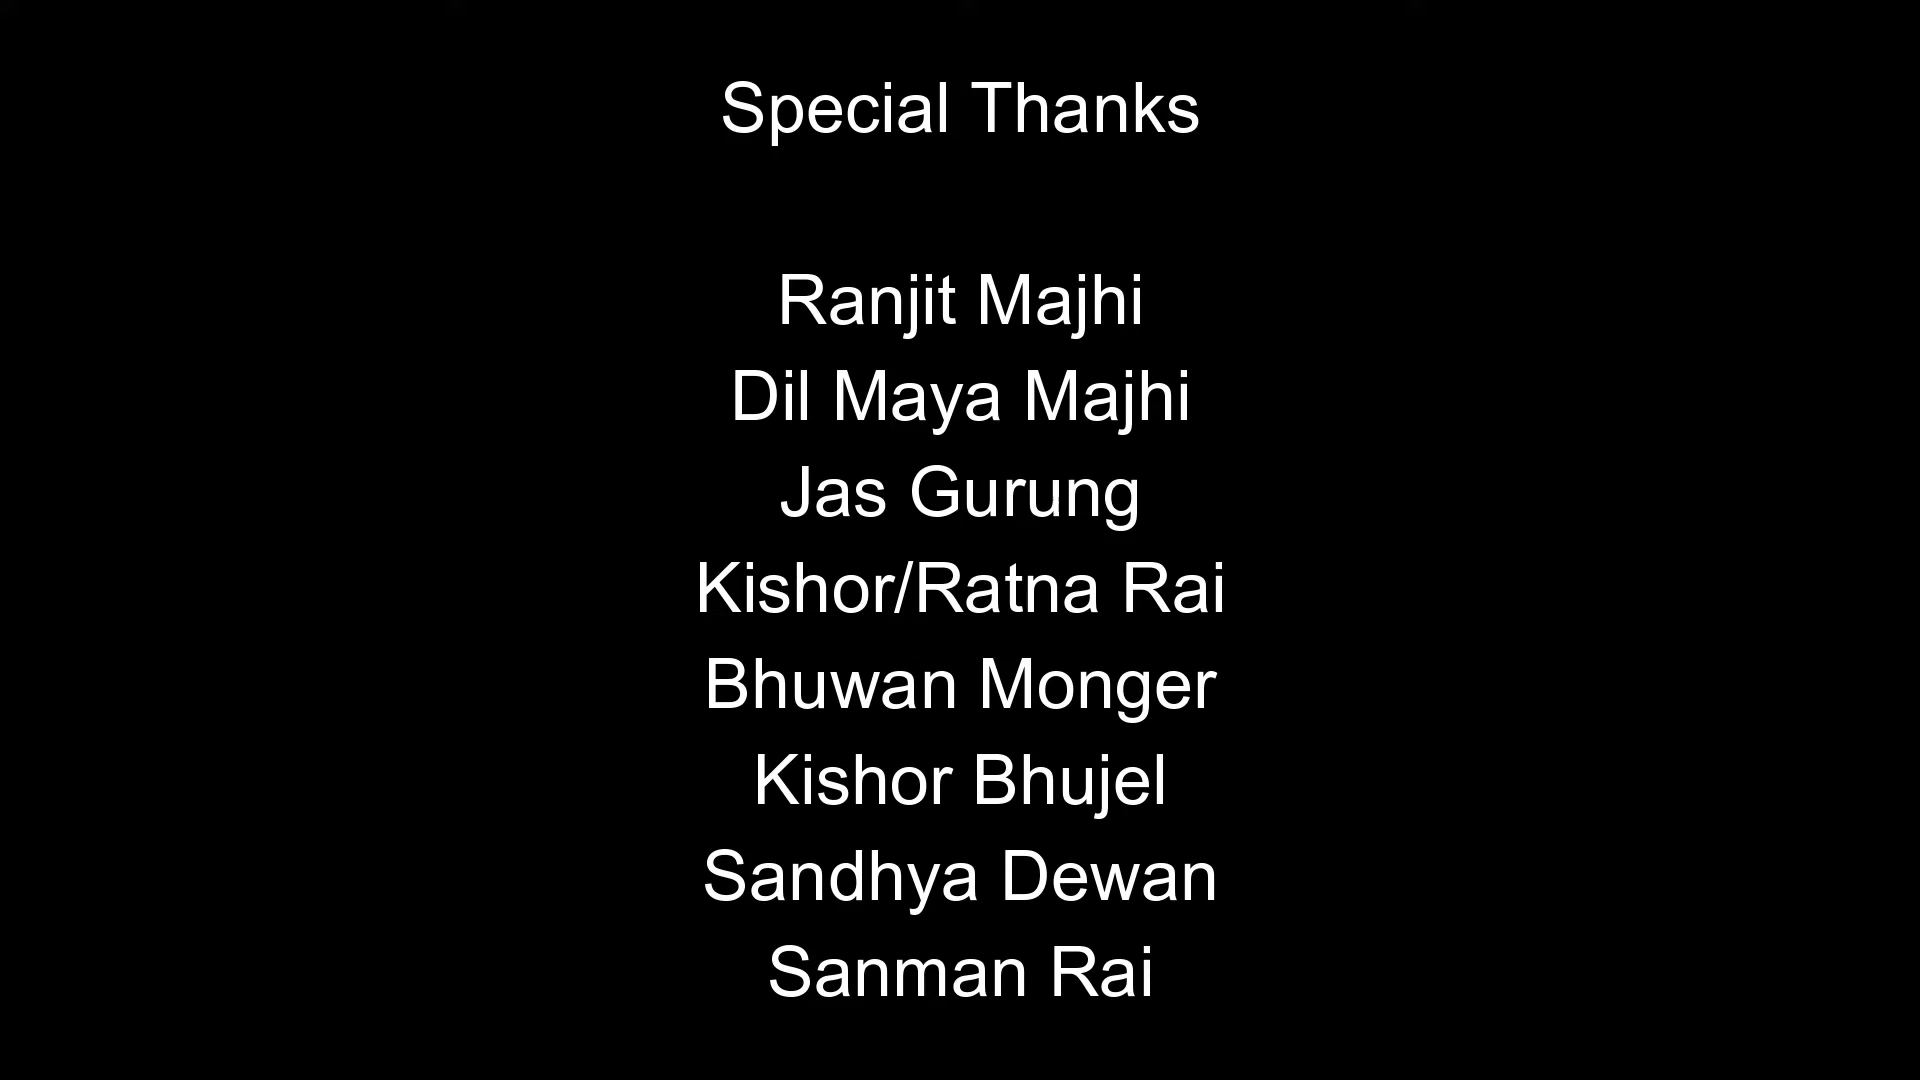 Special Thanks
Ranjit Majhi
Dil Maya Majhi
Jas Gurung
Kishor/Ratna Rai
Bhuwan Monger
Kishor Bhujel
Sandhya Dewan
Sanman Rai